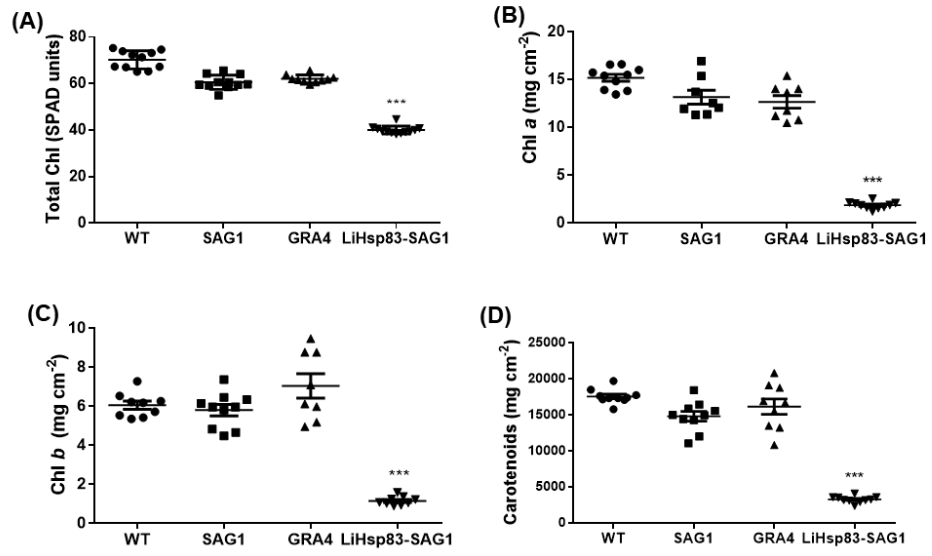 (A)
Total Chl (SPAD units)
80
60
40
20
0
WT SAG1 GRA4 LiHsp83-SAG1
***
(B)
Chl a (mg cm-2)
20
15
10
5
0
WT SAG1 GRA4 LiHsp83-SAG1
***
(C)
Chl b (mg cm-2)
10
8
6
4
2
0
WT SAG1 GRA4 LiHsp83-SAG1
***
(D)
Carotenoids (mg cm-2)
25000
20000
15000
10000
5000
0
WT SAG1 GRA4 LiHsp83-SAG1
***